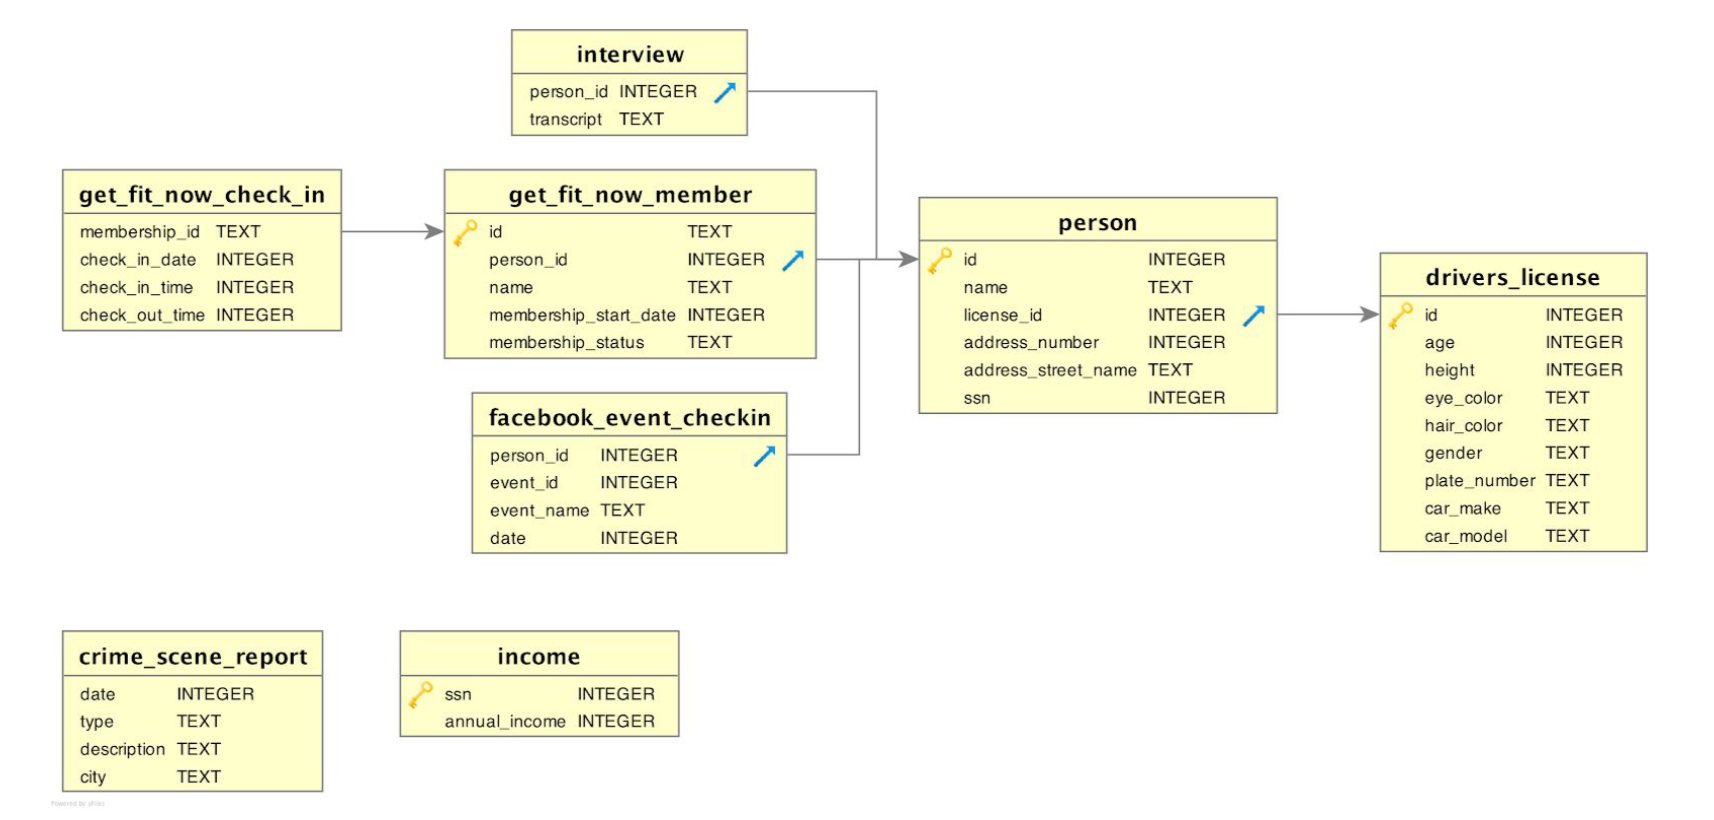 interview
person_id INTEGER
transcript TEXT
get_fit_now_check_in
membership_id TEXT
check_in_date INTEGER
check_in_time INTEGER
check_out_time INTEGER
get_fit_now_member
id TEXT
person_id INTEGER
name TEXT
membership_start_date INTEGER
membership_status TEXT
person
id INTEGER
name TEXT
license_id INTEGER
address_number INTEGER
address_street_name TEXT
ssn INTEGER
drivers_license
id INTEGER
age INTEGER
height INTEGER
eye_color TEXT
hair_color TEXT
gender TEXT
plate_number TEXT
car_make TEXT
car_model TEXT
facebook_event_checkin
person_id INTEGER
event_id INTEGER
event_name TEXT
date INTEGER
crime_scene_report
date INTEGER
type TEXT
description TEXT
city TEXT
income
ssn INTEGER
annual_income INTEGER
Powered by yFiles